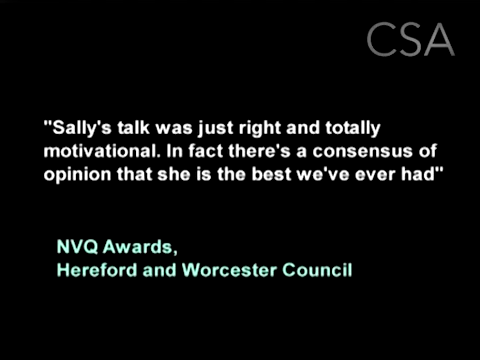 CSA
"Sally's talk was just right and totally
motivational. In fact there's a consensus of
opinion that she is the best we've ever had"
NVQ Awards,
Hereford and Worcester Council